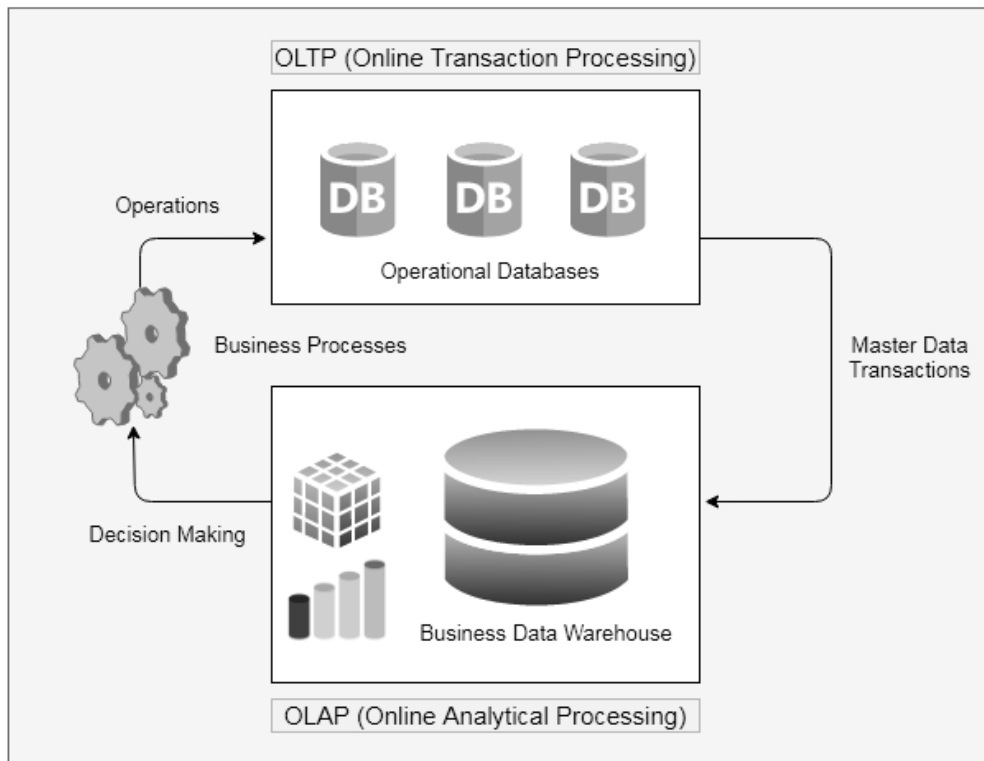 OLTP (Online Transaction Processing)
DB
DB
DB
Operational Databases
Operations
Business Processes
Master Data
Transactions
Decision Making
Business Data Warehouse
OLAP (Online Analytical Processing)